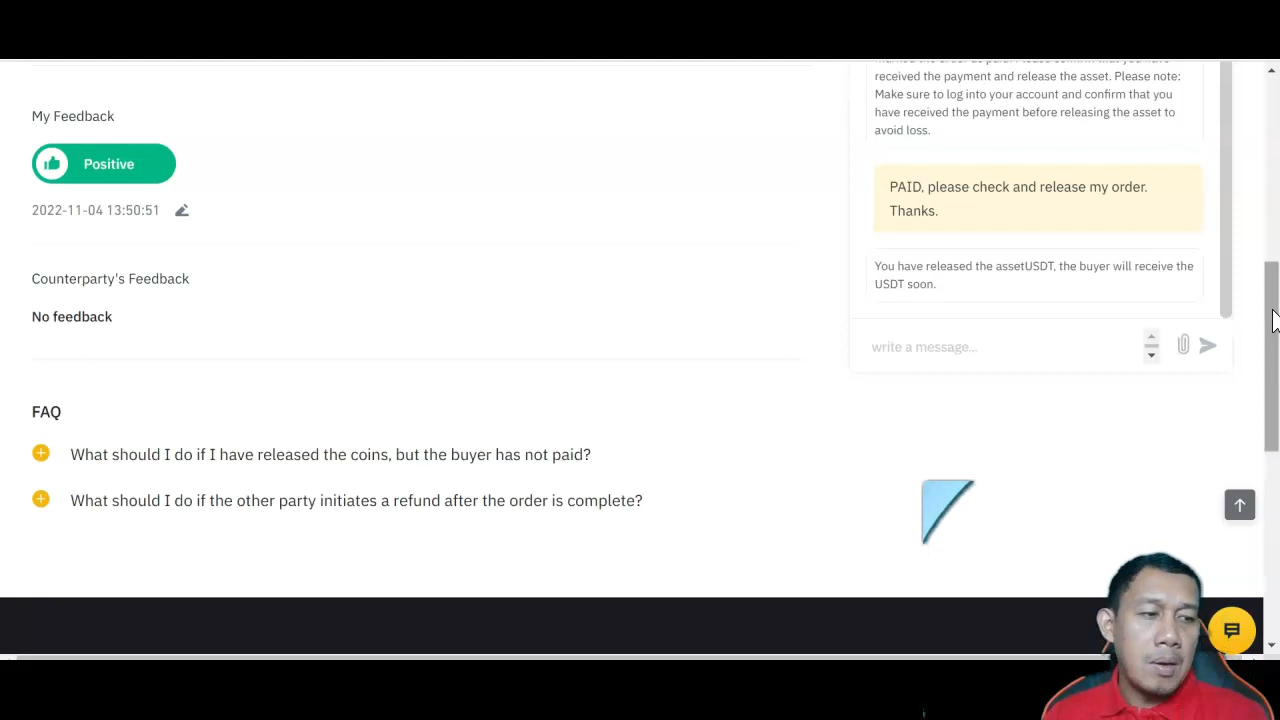 My Feedback
Positive
2022-11-04 13:50:51
Counterparty's Feedback
No feedback
FAQ
What should I do if I have released the coins, but the buyer has not paid?
What should I do if the other party initiates a refund after the order is complete?
received the payment and release the asset. Please note:
Make sure to log into your account and confirm that you
have received the payment before releasing the asset to
avoid loss.
PAID, please check and release my order.
Thanks.
You have released the assetUSDT, the buyer will receive the
USDT soon.
write a message...